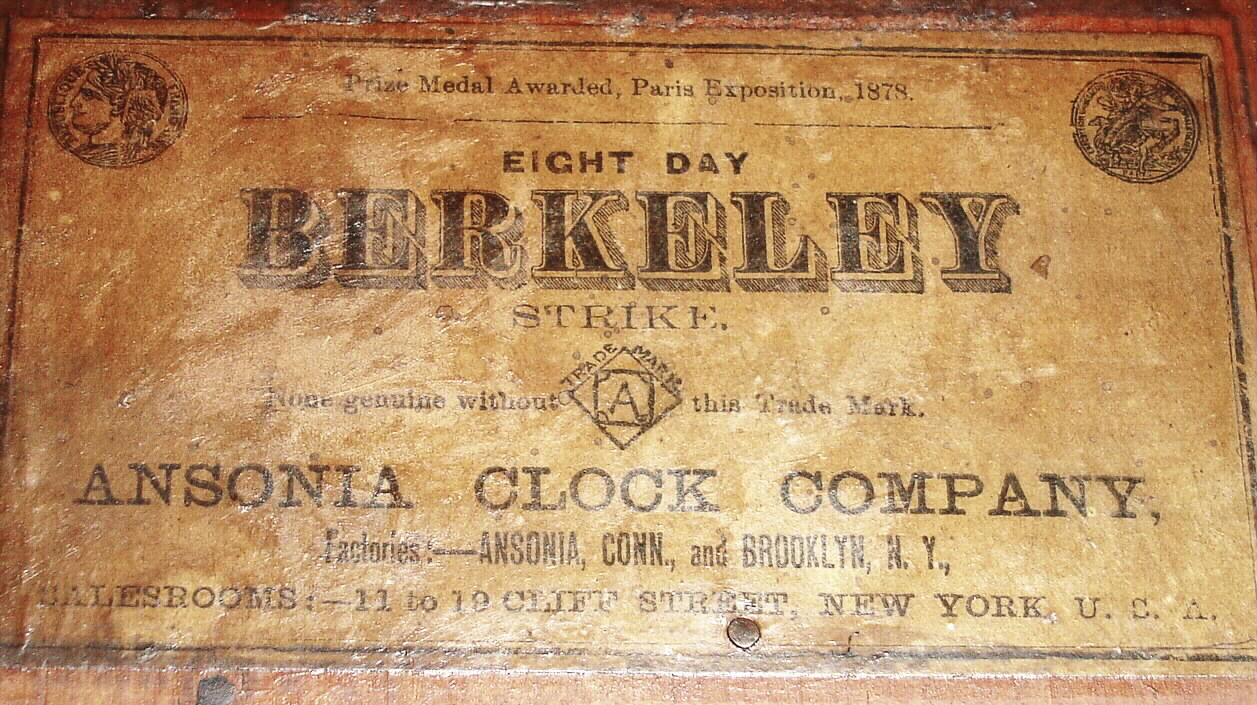 Prize Medal Awarded, Paris Exposition, 1878.
EIGHT DAY
BERKELEY
STRIKE.
TRADE MARK
None genuine without A this Trade Mark.
ANSONIA CLOCK COMPANY,
Factories:—ANSONIA, CONN., and BROOKLYN, N. Y.,
SALESROOMS:—11 to 19 CLIFF STREET, NEW YORK, U. S. A.